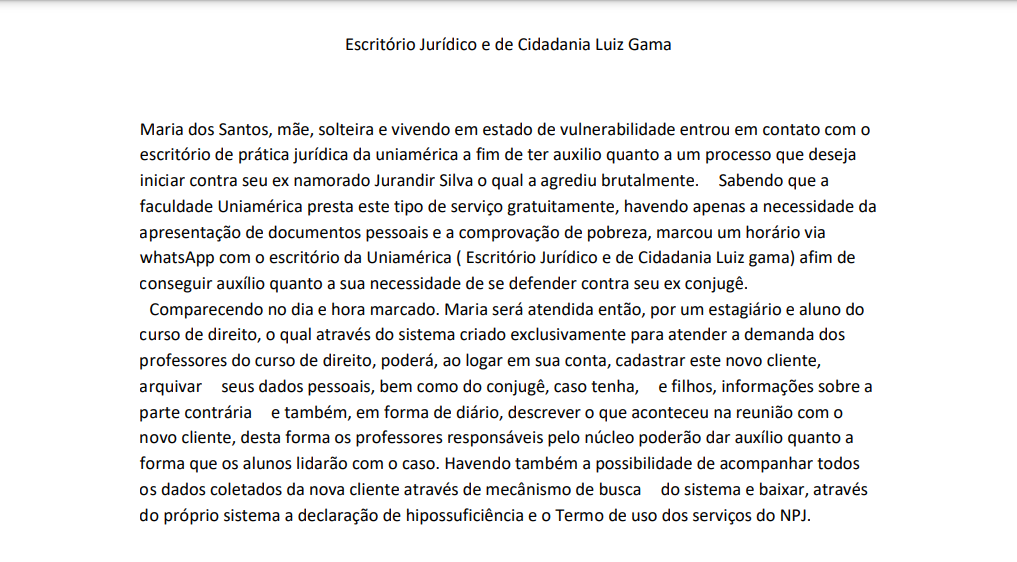 Escritório Jurídico e de Cidadania Luiz Gama
Maria dos Santos, mãe, solteira e vivendo em estado de vulnerabilidade entrou em contato com o
escritório de prática jurídica da uniamérica a fim de ter auxilio quanto a um processo que deseja
iniciar contra seu ex namorado Jurandir Silva o qual a agrediu brutalmente. Sabendo que a
faculdade Uniamérica presta este tipo de serviço gratuitamente, havendo apenas a necessidade da
apresentação de documentos pessoais e a comprovação de pobreza, marcou um horário via
whatsApp com o escritório da Uniamérica ( Escritório Jurídico e de Cidadania Luiz gama) afim de
conseguir auxílio quanto a sua necessidade de se defender contra seu ex conjugê.
Comparecendo no dia e hora marcado. Maria será atendida então, por um estagiário e aluno do
curso de direito, o qual através do sistema criado exclusivamente para atender a demanda dos
professores do curso de direito, poderá, ao logar em sua conta, cadastrar este novo cliente,
arquivar seus dados pessoais, bem como do conjugê, caso tenha, e filhos, informações sobre a
parte contrária e também, em forma de diário, descrever o que aconteceu na reunião com o
novo cliente, desta forma os professores responsáveis pelo núcleo poderão dar auxílio quanto a
forma que os alunos lidarão com o caso. Havendo também a possibilidade de acompanhar todos
os dados coletados da nova cliente através de mecânismo de busca do sistema e baixar, através
do próprio sistema a declaração de hipossuficiência e o Termo de uso dos serviços do NPJ.